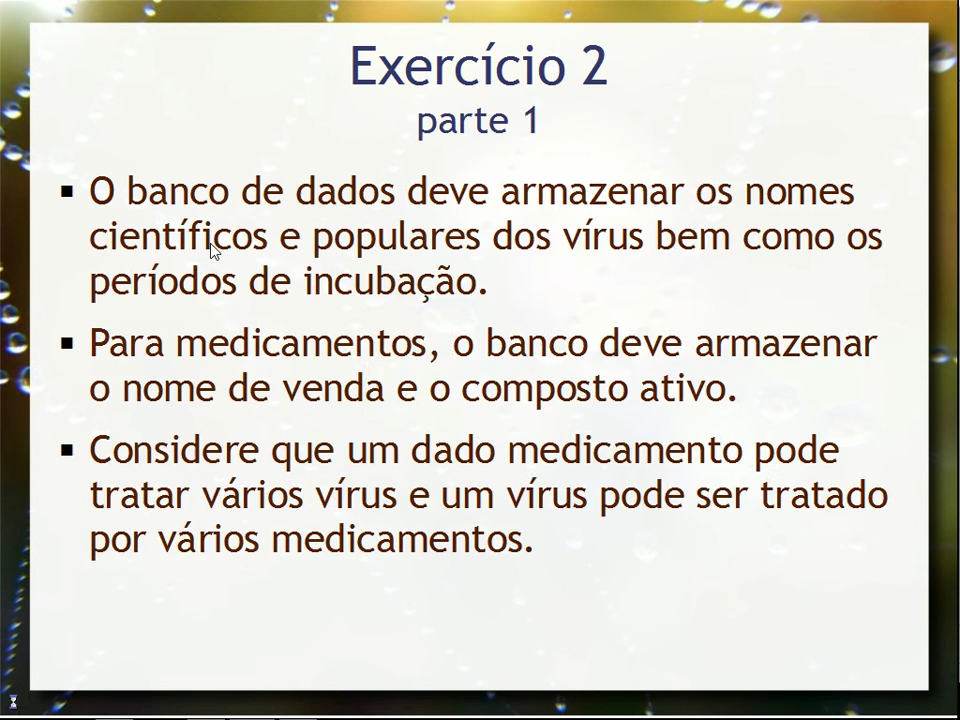 Exercício 2
parte 1
▪ O banco de dados deve armazenar os nomes
científicos e populares dos vírus bem como os
períodos de incubação.
▪ Para medicamentos, o banco deve armazenar
o nome de venda e o composto ativo.
▪ Considere que um dado medicamento pode
tratar vários vírus e um vírus pode ser tratado
por vários medicamentos.